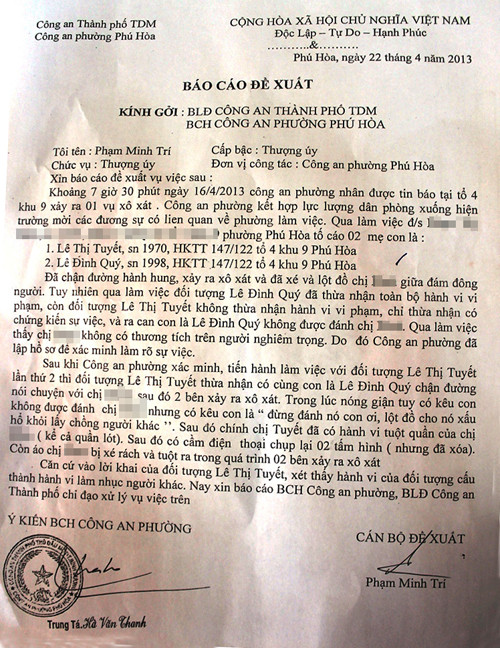 Công an Thành phố TDM
Công an phường Phú Hòa
CỘNG HÒA XÃ HỘI CHỦ NGHĨA VIỆT NAM
Độc Lập – Tự Do – Hạnh Phúc
...........&...........
Phú Hòa, ngày 22 tháng 4 năm 2013
BÁO CÁO ĐỀ XUẤT
KÍNH GỞI : BLĐ CÔNG AN THÀNH PHỐ TDM
BCH CÔNG AN PHƯỜNG PHÚ HÒA
Tôi tên : Phạm Minh Trí Cấp bậc : Thượng úy
Chức vụ : Thượng úy Đơn vị công tác : Công an phường Phú Hòa
Xin báo cáo đề xuất vụ việc sau :
Khoảng 7 giờ 30 phút ngày 16/4/2013 công an phường nhân được tin báo tại tổ 4
khu 9 xảy ra 01 vụ xô xát . Công an phường kết hợp lực lượng dân phòng xuống hiện
trường mời các đương sự có lien quan về phường làm việc. Qua làm việc đ/s
phường Phú Hòa tố cáo 02 mẹ con là :
1. Lê Thị Tuyết, sn 1970, HKTT 147/122 tổ 4 khu 9 Phú Hòa
2. Lê Đình Quý, sn 1998, HKTT 147/122 tổ 4 khu 9 Phú Hòa
Đã chặn đường hành hung, xảy ra xô xát và đã xé và lột đồ chị giữa đám đông
người. Tuy nhiên qua làm việc đối tượng Lê Đình Quý đã thừa nhận toàn bộ hành vi vi
phạm, còn đối tượng Lê Thị Tuyết không thừa nhận hành vi vi phạm, chỉ thừa nhận có
chứng kiến sự việc, và ra can con là Lê Đình Quý không được đánh chị . Qua làm việc
thấy chị không có thương tích trên người nghiêm trọng. Do đó Công an phường đã
lập hồ sơ để xác minh làm rõ sự việc.
Sau khi Công an phường xác minh, tiến hành làm việc với đối tượng Lê Thị Tuyết
lần thứ 2 thì đối tượng Lê Thị Tuyết thừa nhận có cùng con là Lê Đình Quý chặn đường
nói chuyện với chị sau đó 2 bên xảy ra xô xát. Trong lúc nóng giận tuy có kêu con
không được đánh chị nhưng có kêu con là “ đừng đánh nó con ơi, lột đồ cho nó xấu
hổ khỏi lấy chồng người khác ”. Sau đó chính chị Tuyết đã có hành vi tuột quần của chị
( kể cả quần lót). Sau đó có cầm điện thoại chụp lại 02 tấm hình ( nhưng đã xóa).
Còn áo chị bị xé rách và tuột ra trong quá trình 02 bên xảy ra xô xát
Căn cứ vào lời khai của đối tượng Lê Thị Tuyết, xét thấy hành vi của đối tượng cấu
thành hành vi làm nhục người khác. Nay xin báo cáo BCH Công an phường, BLĐ Công an
Thành phố chỉ đạo xử lý vụ việc trên
Ý KIẾN BCH CÔNG AN PHƯỜNG
CÁN BỘ ĐỀ XUẤT
Phạm Minh Trí
Trung Tá. Hà Văn Thanh